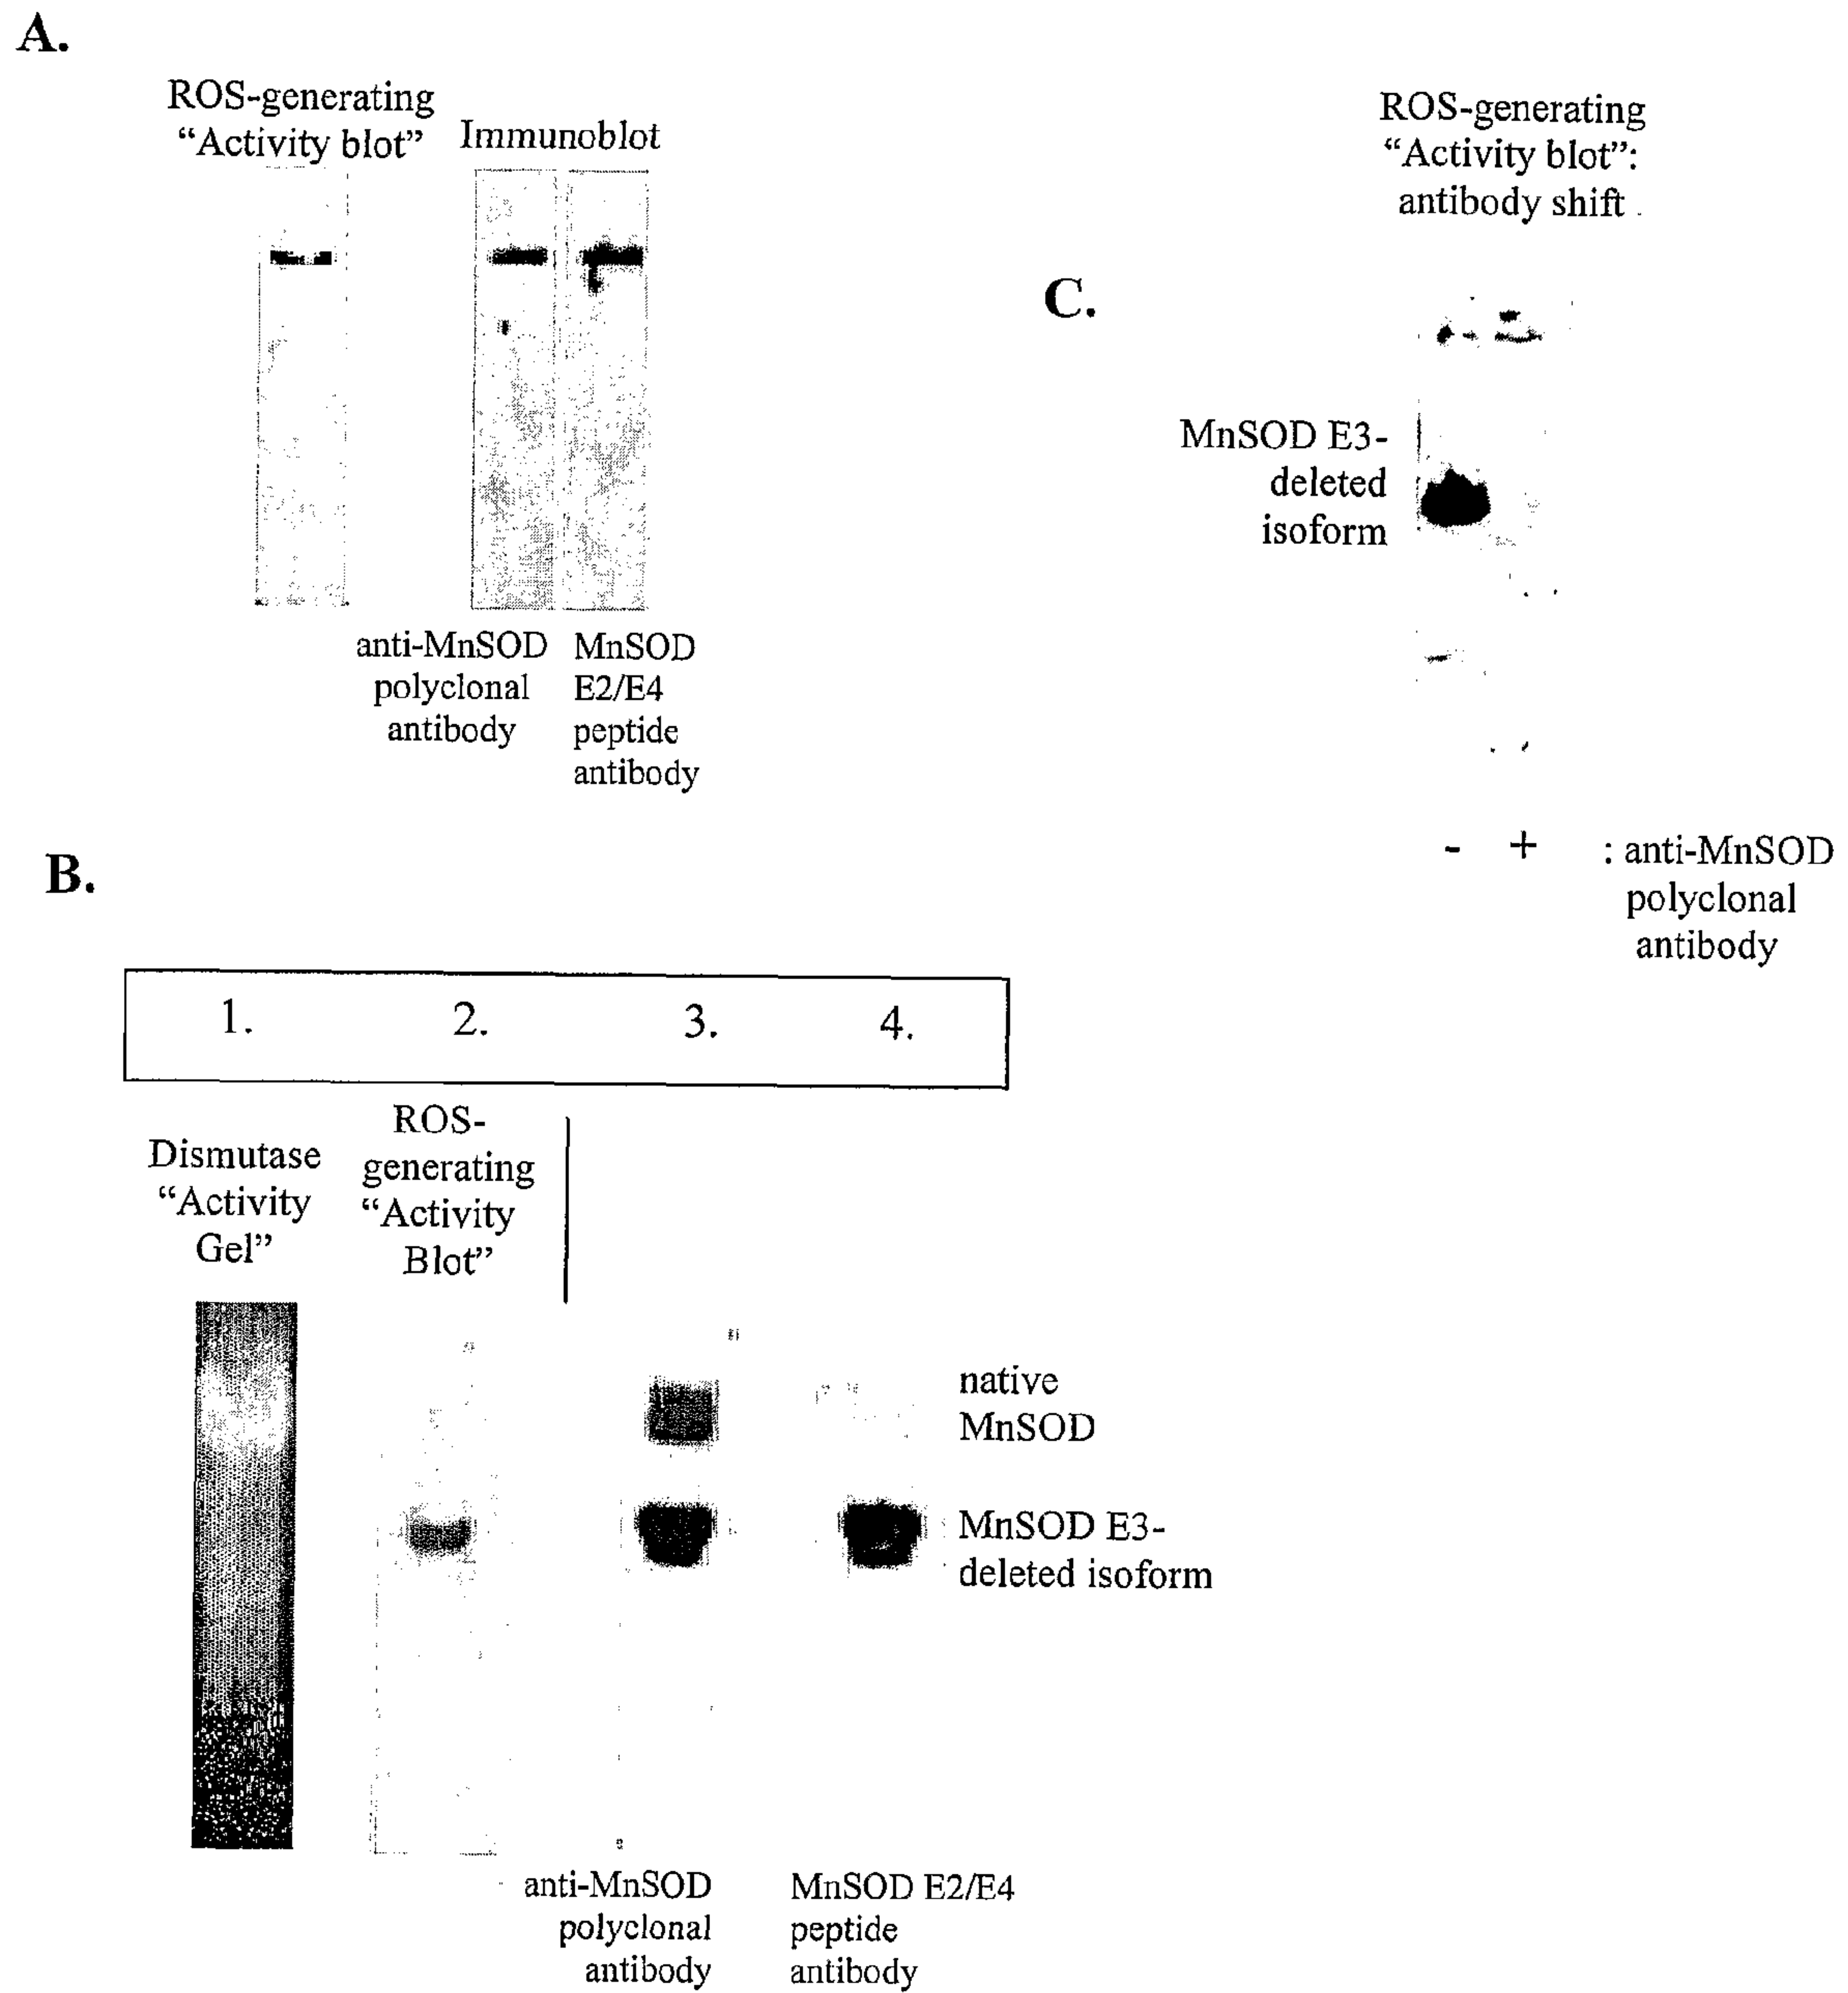 A.
ROS-generating
“Activity blot”
Immunoblot
anti-MnSOD
polyclonal
antibody
MnSOD
E2/E4
peptide
antibody
ROS-generating
“Activity blot”:
antibody shift
C.
MnSOD E3-
deleted
isoform
- +
: anti-MnSOD
polyclonal
antibody
B.
1. 2. 3. 4.
Dismutase
“Activity
Gel”
ROS-
generating
“Activity
Blot”
native
MnSOD
MnSOD E3-
deleted isoform
anti-MnSOD
polyclonal
antibody
MnSOD E2/E4
peptide
antibody